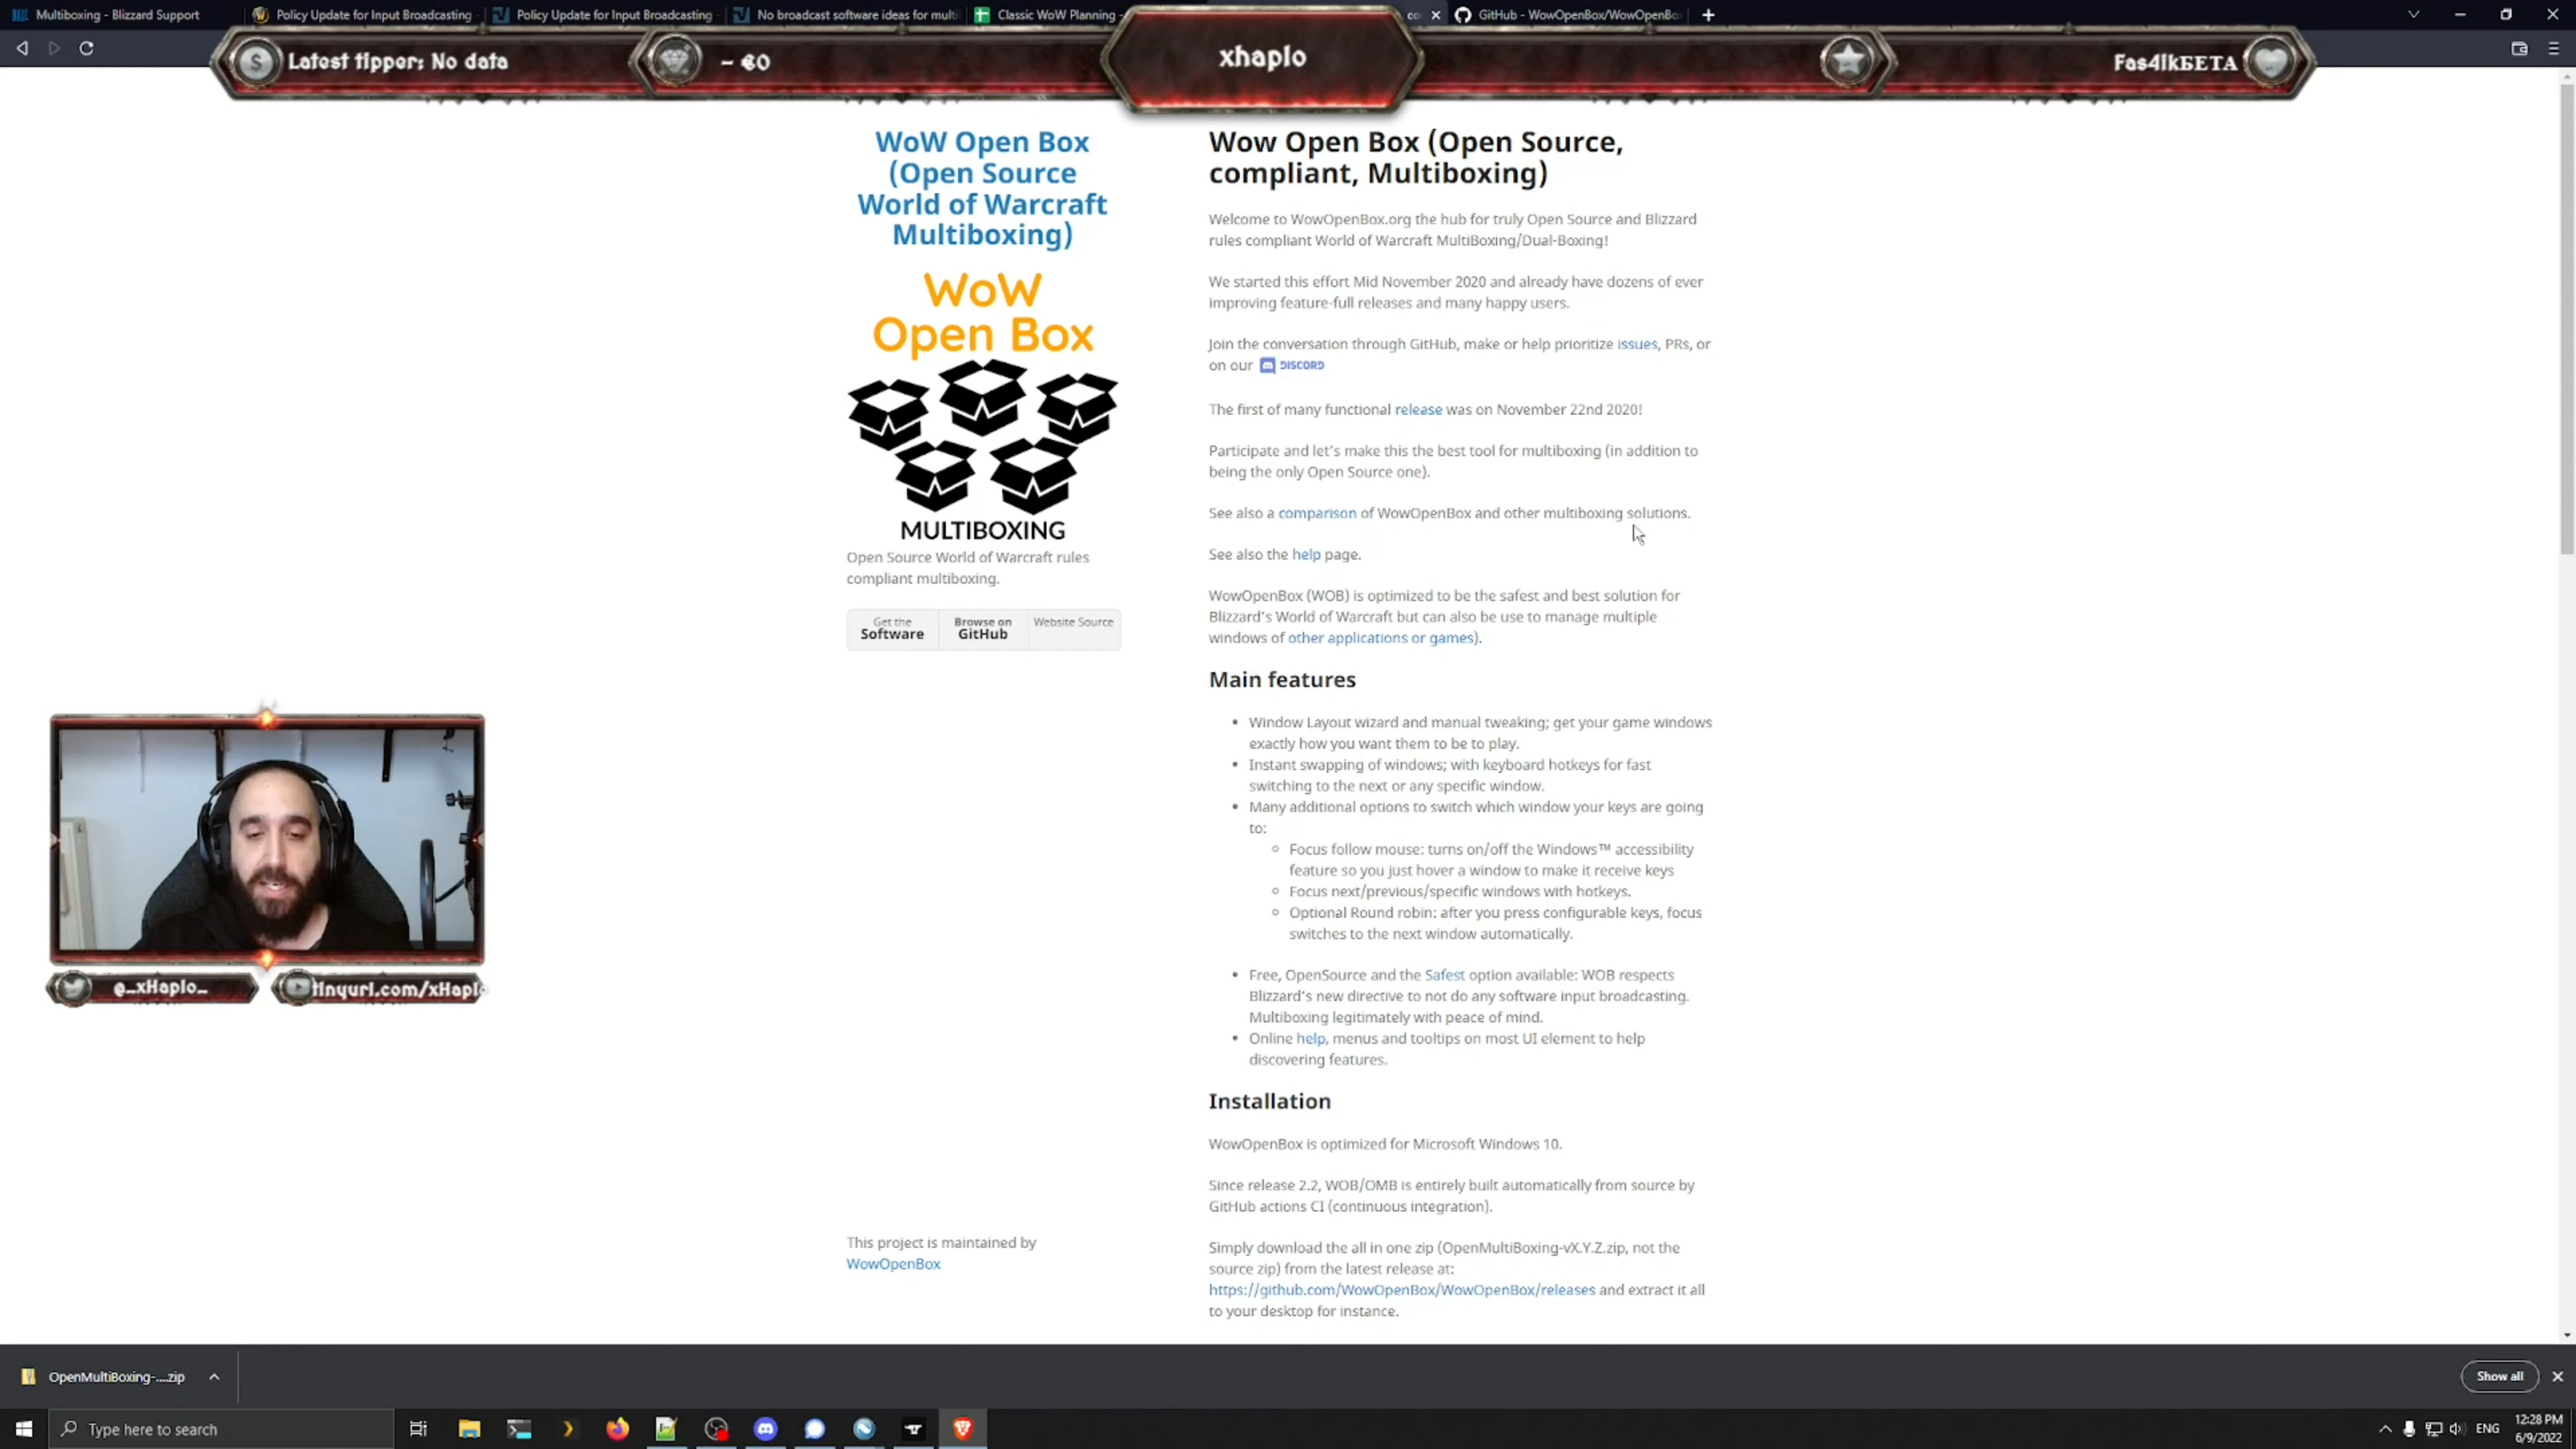 Multiboxing - Blizzard Support
Policy Update for Input Broadcasting
Policy Update for Input Broadcasting
No broadcast software ideas for multi
Classic WoW Planning -
GitHub - WowOpenBox/WowOpenBo
Latest tipper: No data
- €0
xhaplo
Fas4lkБЕТА
WoW Open Box
(Open Source
World of Warcraft
Multiboxing)
WoW
Open Box
MULTIBOXING
Open Source World of Warcraft rules
compliant multiboxing.
Get the
Software
Browse on
GitHub
Website Source
This project is maintained by
WowOpenBox
Wow Open Box (Open Source,
compliant, Multiboxing)
Welcome to WowOpenBox.org the hub for truly Open Source and Blizzard
rules compliant World of Warcraft MultiBoxing/Dual-Boxing!
We started this effort Mid November 2020 and already have dozens of ever
improving feature-full releases and many happy users.
Join the conversation through GitHub, make or help prioritize issues, PRs, or
on our DISCORD
The first of many functional release was on November 22nd 2020!
Participate and let's make this the best tool for multiboxing (in addition to
being the only Open Source one).
See also a comparison of WowOpenBox and other multiboxing solutions.
See also the help page.
WowOpenBox (WOB) is optimized to be the safest and best solution for
Blizzard's World of Warcraft but can also be use to manage multiple
windows of other applications or games).
Main features
• Window Layout wizard and manual tweaking; get your game windows
exactly how you want them to be to play.
• Instant swapping of windows; with keyboard hotkeys for fast
switching to the next or any specific window.
• Many additional options to switch which window your keys are going
to:
◦ Focus follow mouse: turns on/off the Windows™ accessibility
feature so you just hover a window to make it receive keys
◦ Focus next/previous/specific windows with hotkeys.
◦ Optional Round robin: after you press configurable keys, focus
switches to the next window automatically.
• Free, OpenSource and the Safest option available: WOB respects
Blizzard's new directive to not do any software input broadcasting.
Multiboxing legitimately with peace of mind.
• Online help, menus and tooltips on most UI element to help
discovering features.
Installation
WowOpenBox is optimized for Microsoft Windows 10.
Since release 2.2, WOB/OMB is entirely built automatically from source by
GitHub actions CI (continuous integration).
Simply download the all in one zip (OpenMultiBoxing-vX.Y.Z.zip, not the
source zip) from the latest release at:
https://github.com/WowOpenBox/WowOpenBox/releases and extract it all
to your desktop for instance.
@_xHaplo_
tinyurl.com/xHaplo
OpenMultiBoxing-....zip
Show all
Type here to search
ENG
12:28 PM
6/9/2022